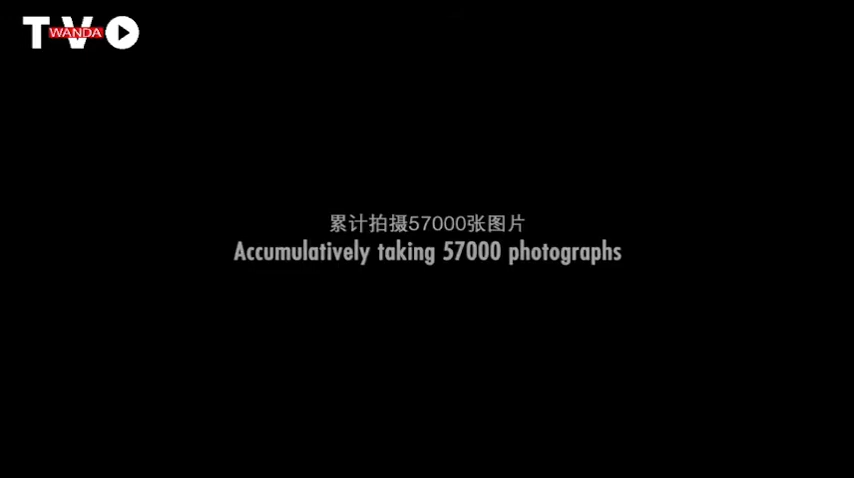 TV WANDA
累计拍摄57000张图片
Accumulatively taking 57000 photographs